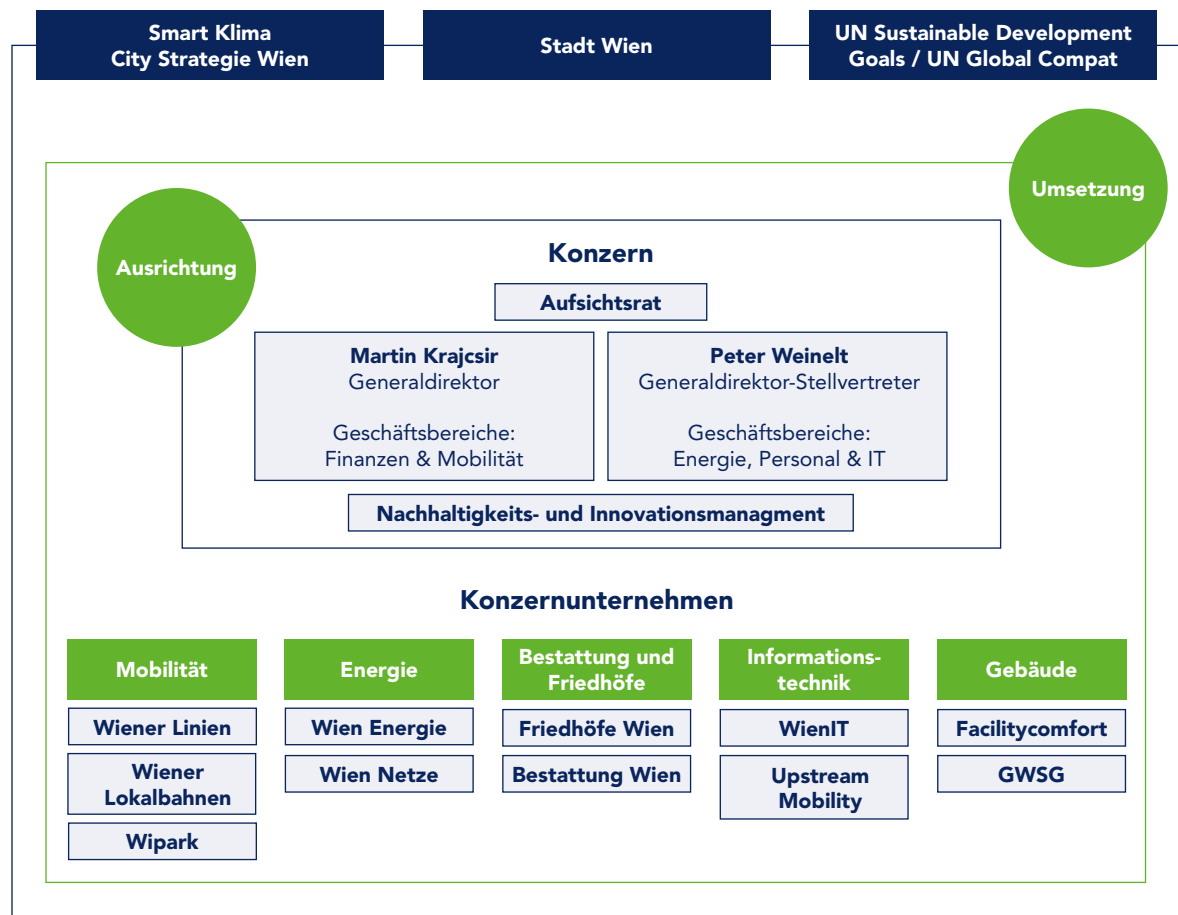 Smart Klima
City Strategie Wien
Stadt Wien
UN Sustainable Development
Goals / UN Global Compat
Umsetzung
Ausrichtung
Konzern
Aufsichtsrat
Martin Krajcsir
Generaldirektor
Geschäftsbereiche:
Finanzen & Mobilität
Peter Weinelt
Generaldirektor-Stellvertreter
Geschäftsbereiche:
Energie, Personal & IT
Nachhaltigkeits- und Innovationsmanagment
Konzernunternehmen
Mobilität
Wiener Linien
Wiener
Lokalbahnen
Wipark
Energie
Wien Energie
Wien Netze
Bestattung und
Friedhöfe
Friedhöfe Wien
Bestattung Wien
Informations-
technik
WienIT
Upstream
Mobility
Gebäude
Facilitycomfort
GWSG